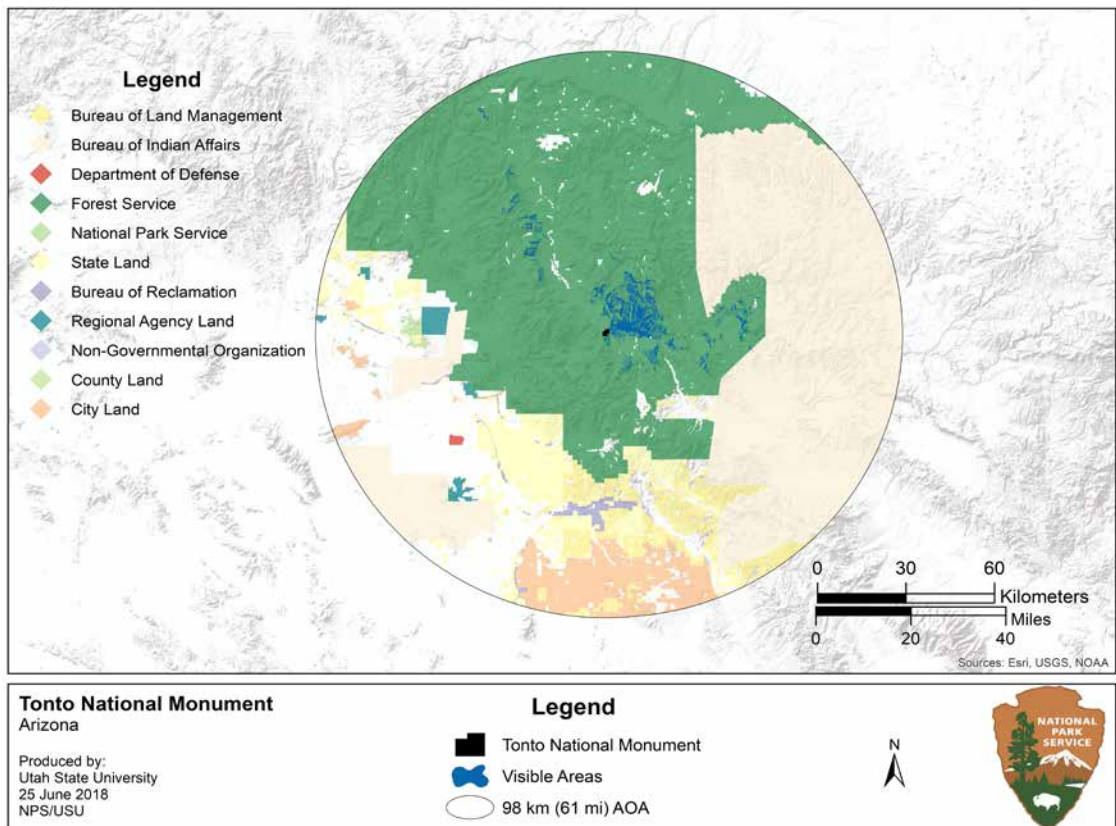 Legend
Bureau of Land Management
Bureau of Indian Affairs
Department of Defense
Forest Service
National Park Service
State Land
Bureau of Reclamation
Regional Agency Land
Non-Governmental Organization
County Land
City Land
0 30 60
Kilometers
Miles
0 20 40
Sources: Esri, USGS, NOAA
Tonto National Monument
Arizona
Produced by:
Utah State University
25 June 2018
NPS/USU
Legend
Tonto National Monument
Visible Areas
98 km (61 mi) AOA
N
NATIONAL
PARK
SERVICE